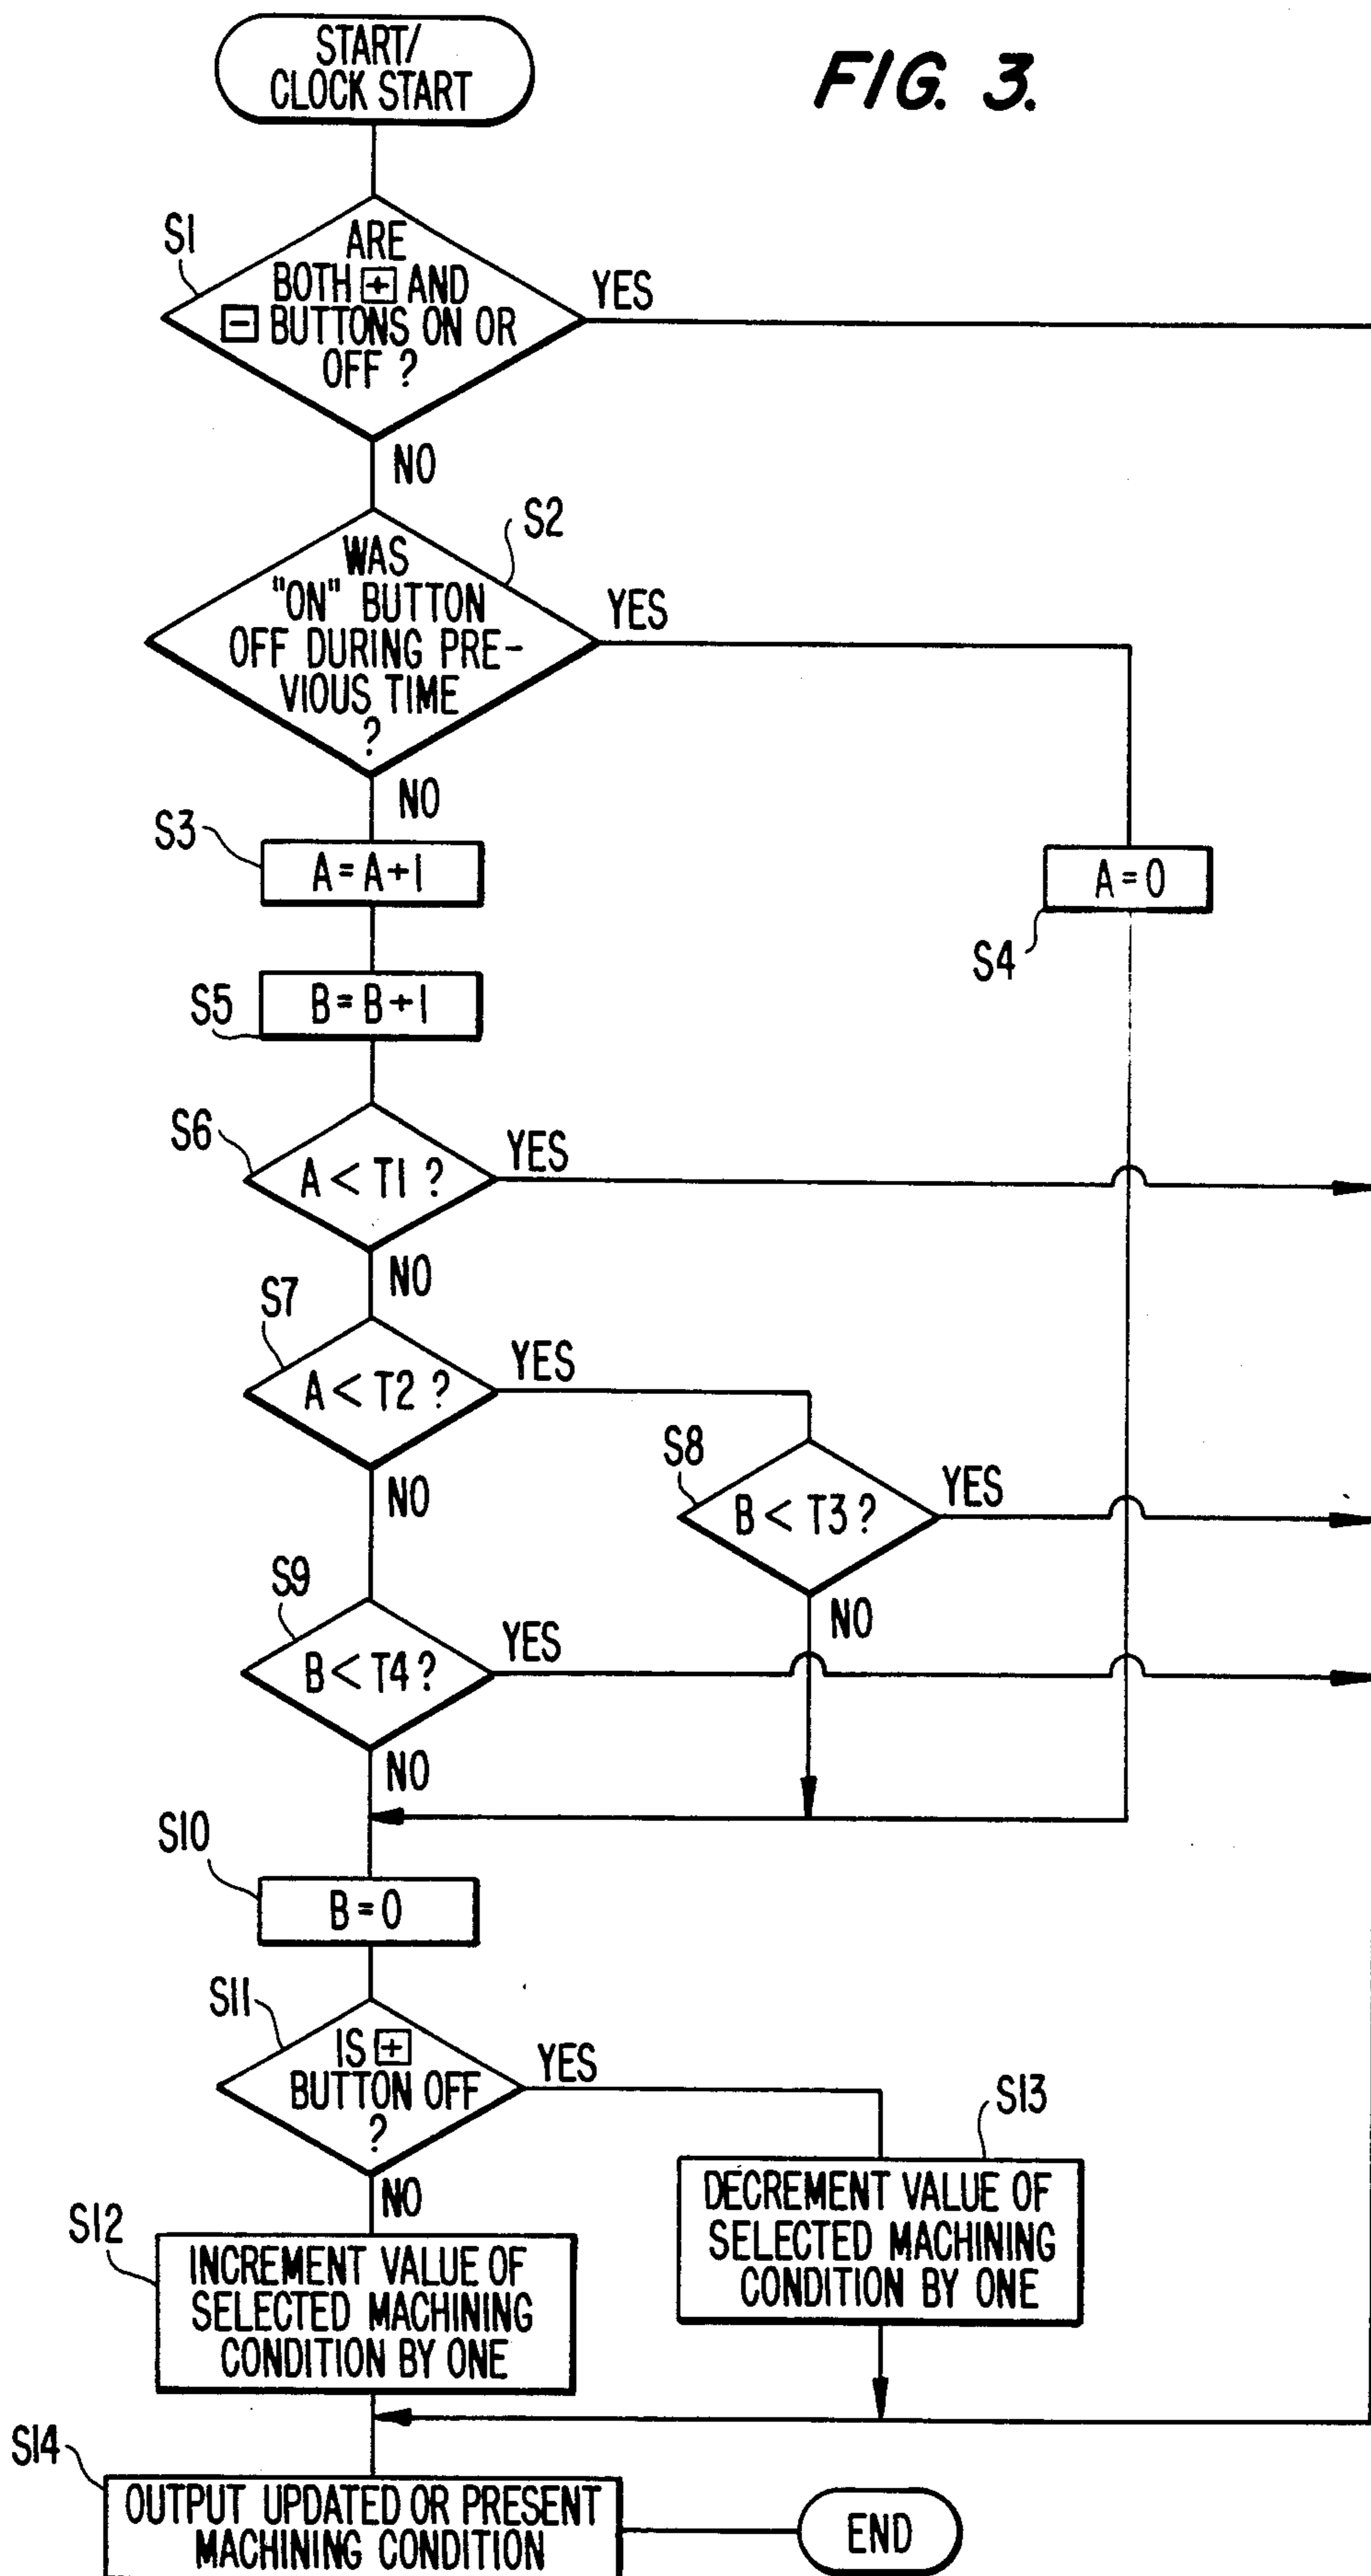 START/
CLOCK START
FIG. 3.
S1
ARE
BOTH [+] AND
[-] BUTTONS ON OR
OFF ?
YES
NO
S2
WAS
"ON" BUTTON
OFF DURING PRE-
VIOUS TIME
?
YES
NO
S3
A=A+1
A=0
S4
S5
B=B+1
S6
A < T1 ?
YES
NO
S7
A < T2 ?
YES
NO
S8
B < T3 ?
YES
NO
S9
B < T4 ?
YES
NO
S10
B=0
S11
IS [+]
BUTTON OFF
?
YES
NO
S13
DECREMENT VALUE OF
SELECTED MACHINING
CONDITION BY ONE
S12
INCREMENT VALUE OF
SELECTED MACHINING
CONDITION BY ONE
S14
OUTPUT UPDATED OR PRESENT
MACHINING CONDITION
END